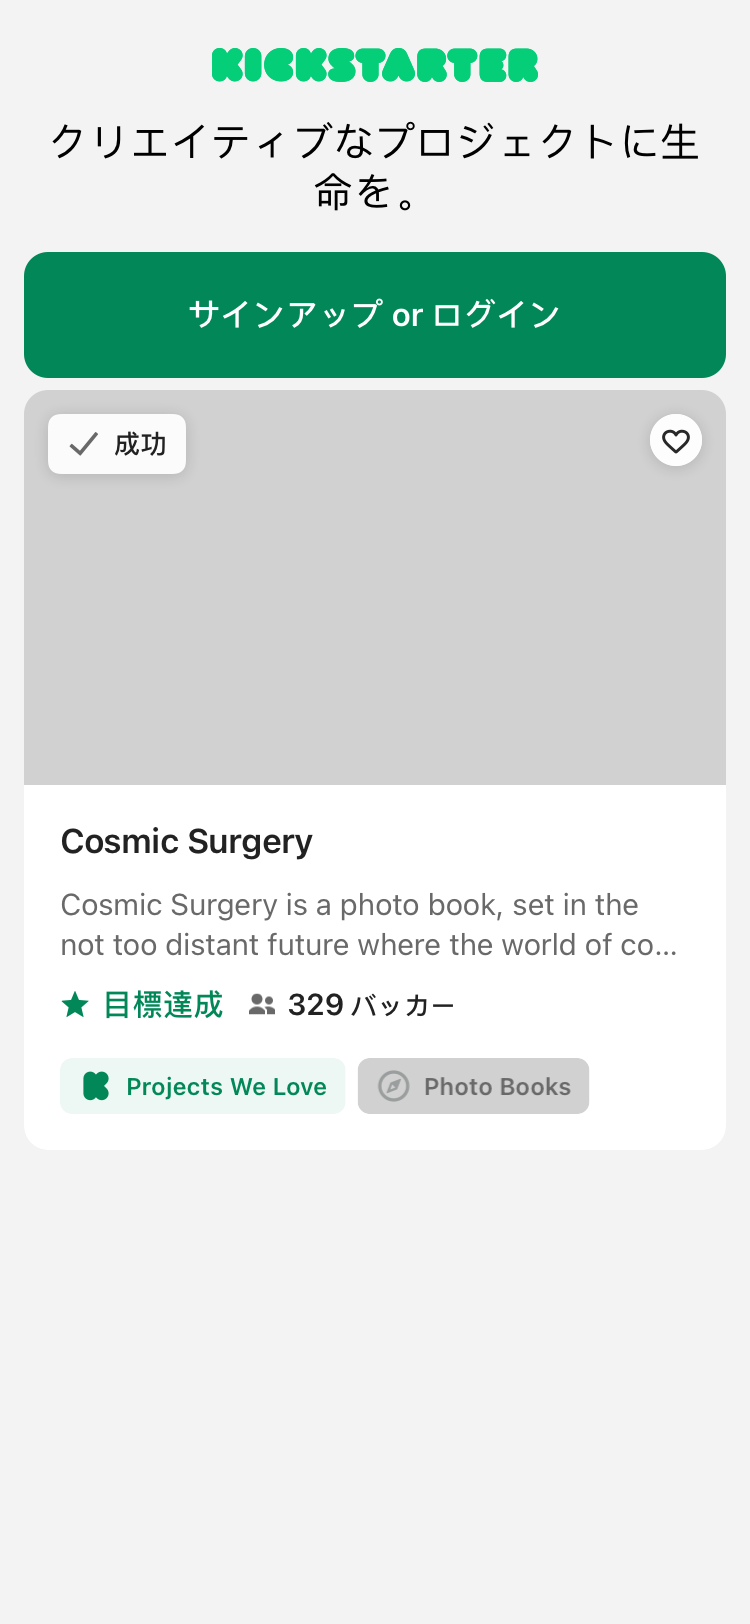 KICKSTARTER
クリエイティブなプロジェクトに生
命を。
サインアップ or ログイン
成功
Cosmic Surgery
Cosmic Surgery is a photo book, set in the
not too distant future where the world of co...
目標達成 329 バッカー
Projects We Love Photo Books